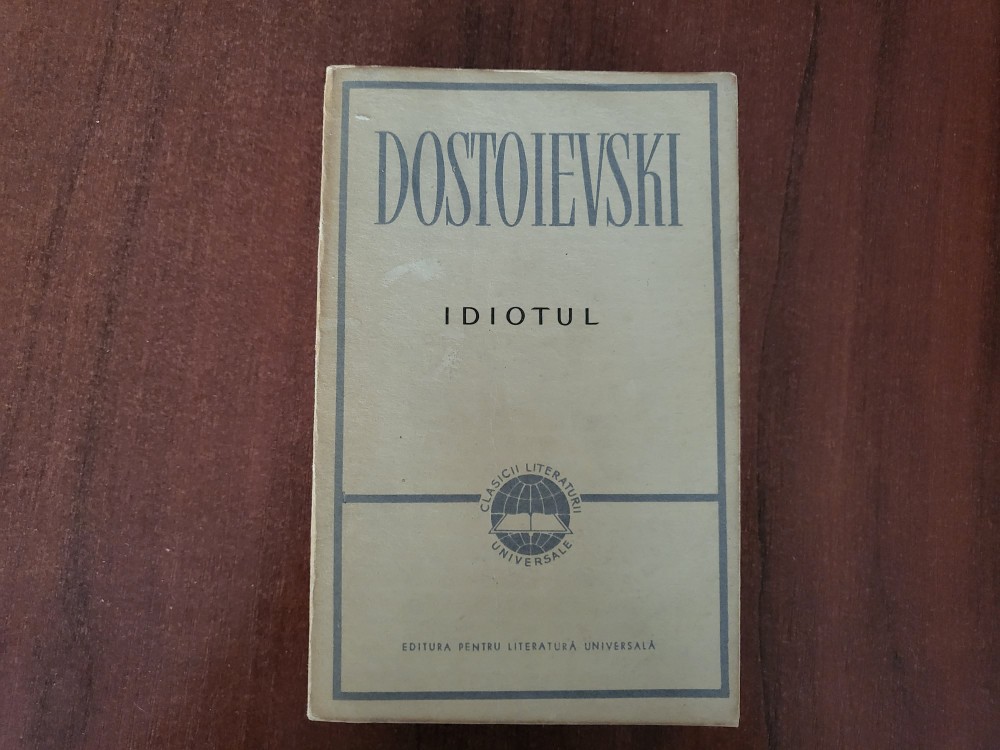 DOSTOIEVSKI
IDIOTUL
CLASICII LITERATURII
UNIVERSALE
EDITURA PENTRU LITERATURĂ UNIVERSALĂ